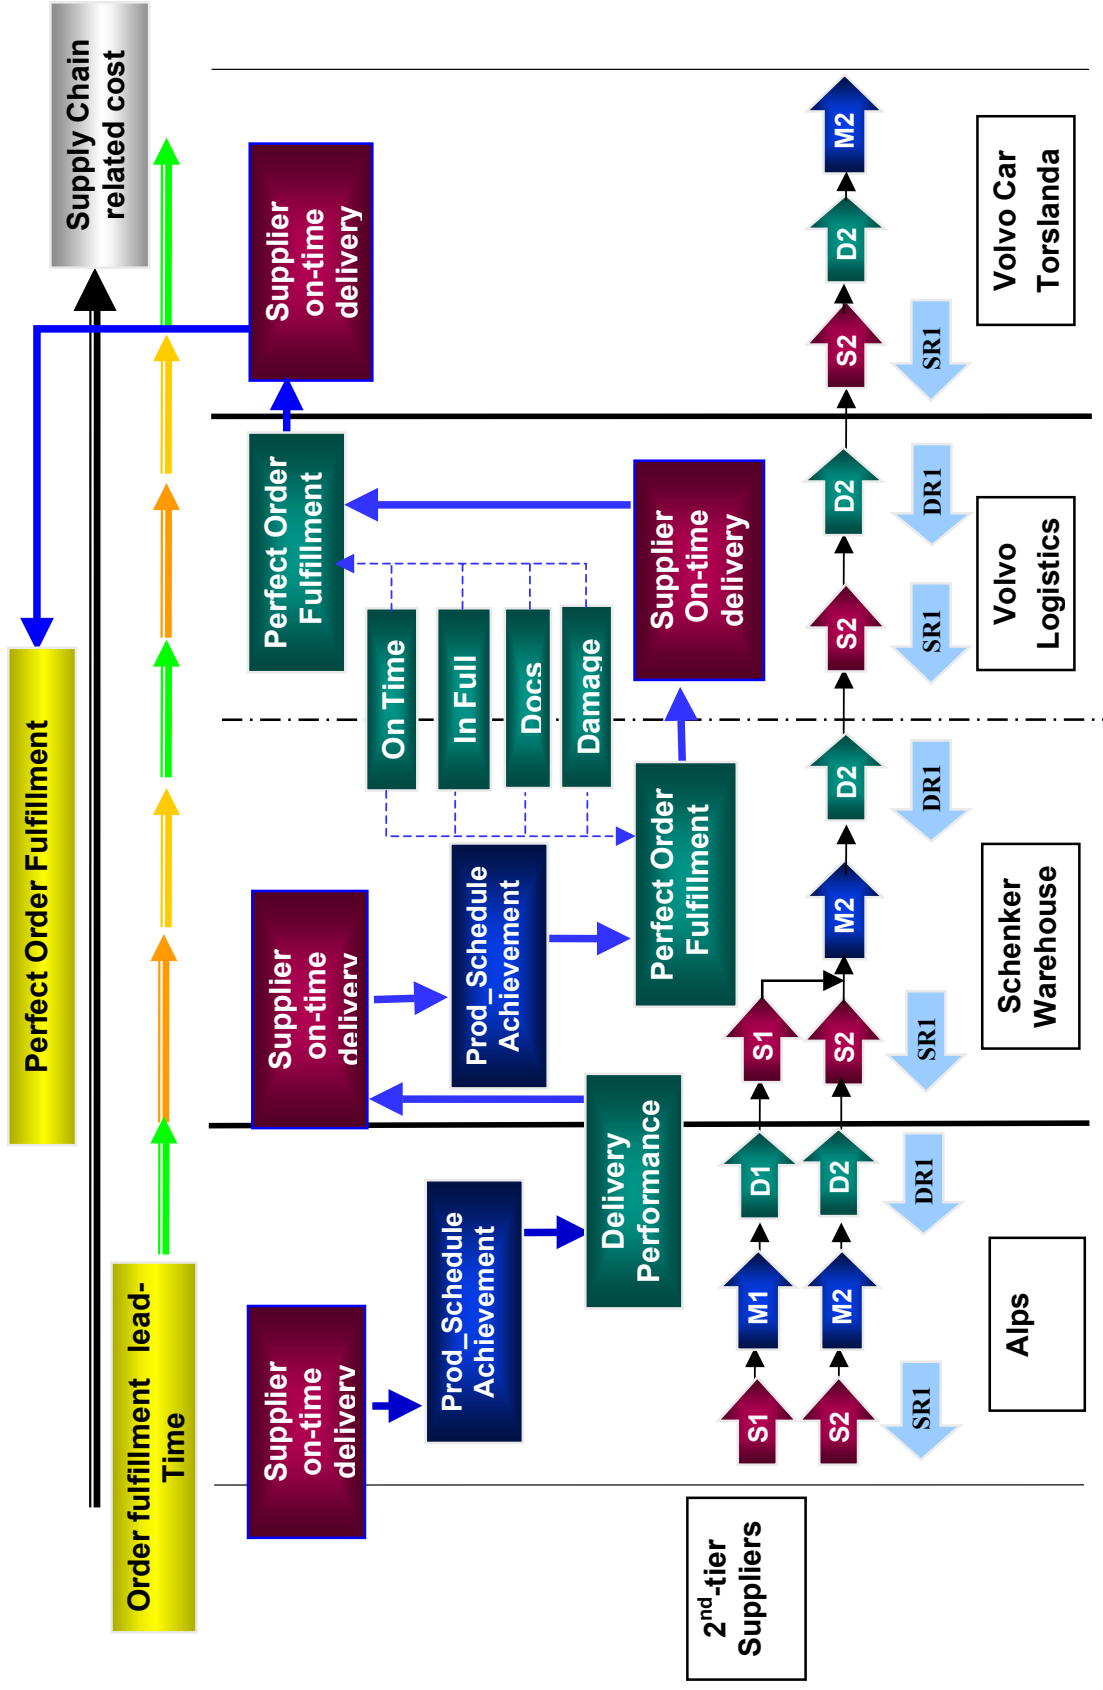 Supply Chain
related cost
Perfect Order Fulfillment
Order fulfillment lead-
Time
Supplier
on-time
delivery
Prod_Schedule
Achievement
Delivery
Performance
Supplier
on-time
delivery
Prod_Schedule
Achievement
Perfect Order
Fulfillment
On Time
In Full
Docs
Damage
Supplier
On-time
delivery
Perfect Order
Fulfillment
Supplier
on-time
delivery
S1
M1
D1
S1
S2
M2
D2
S2
M2
D2
S2
D2
S2
D2
M2
SR1
DR1
SR1
DR1
SR1
DR1
SR1
2nd-tier
Suppliers
Alps
Schenker
Warehouse
Volvo
Logistics
Volvo Car
Torslanda